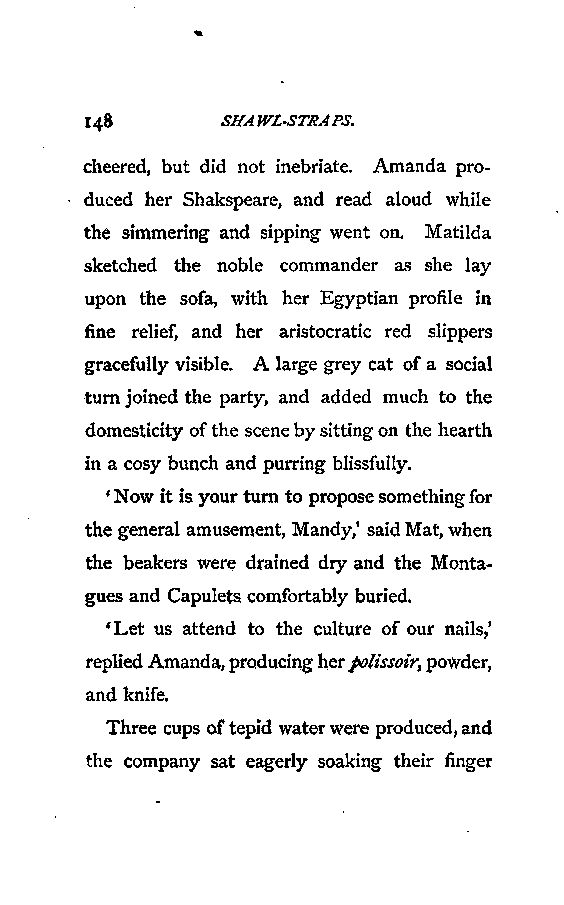 148 SHAWL-STRAPS.
cheered, but did not inebriate. Amanda pro-
duced her Shakspeare, and read aloud while
the simmering and sipping went on. Matilda
sketched the noble commander as she lay
upon the sofa, with her Egyptian profile in
fine relief, and her aristocratic red slippers
gracefully visible. A large grey cat of a social
turn joined the party, and added much to the
domesticity of the scene by sitting on the hearth
in a cosy bunch and purring blissfully.
‘Now it is your turn to propose something for
the general amusement, Mandy,’ said Mat, when
the beakers were drained dry and the Monta-
gues and Capulets comfortably buried.
‘Let us attend to the culture of our nails,’
replied Amanda, producing her polissoir, powder,
and knife.
Three cups of tepid water were produced, and
the company sat eagerly soaking their finger